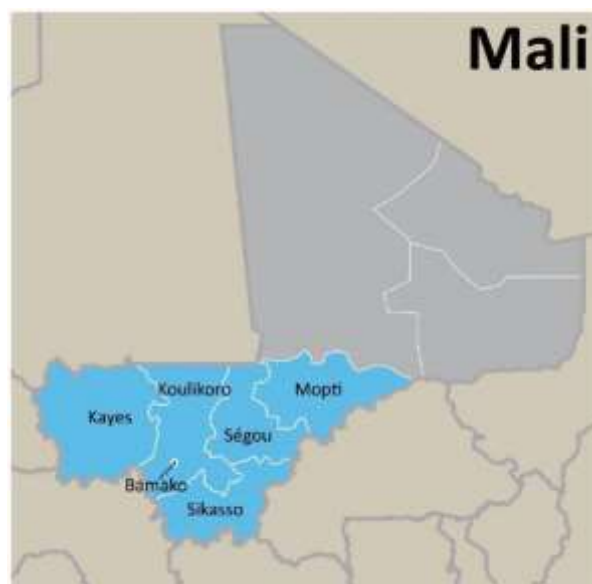 Mali
Koulikoro
Mopti
Kayes
Ségou
Bamako
Sikasso